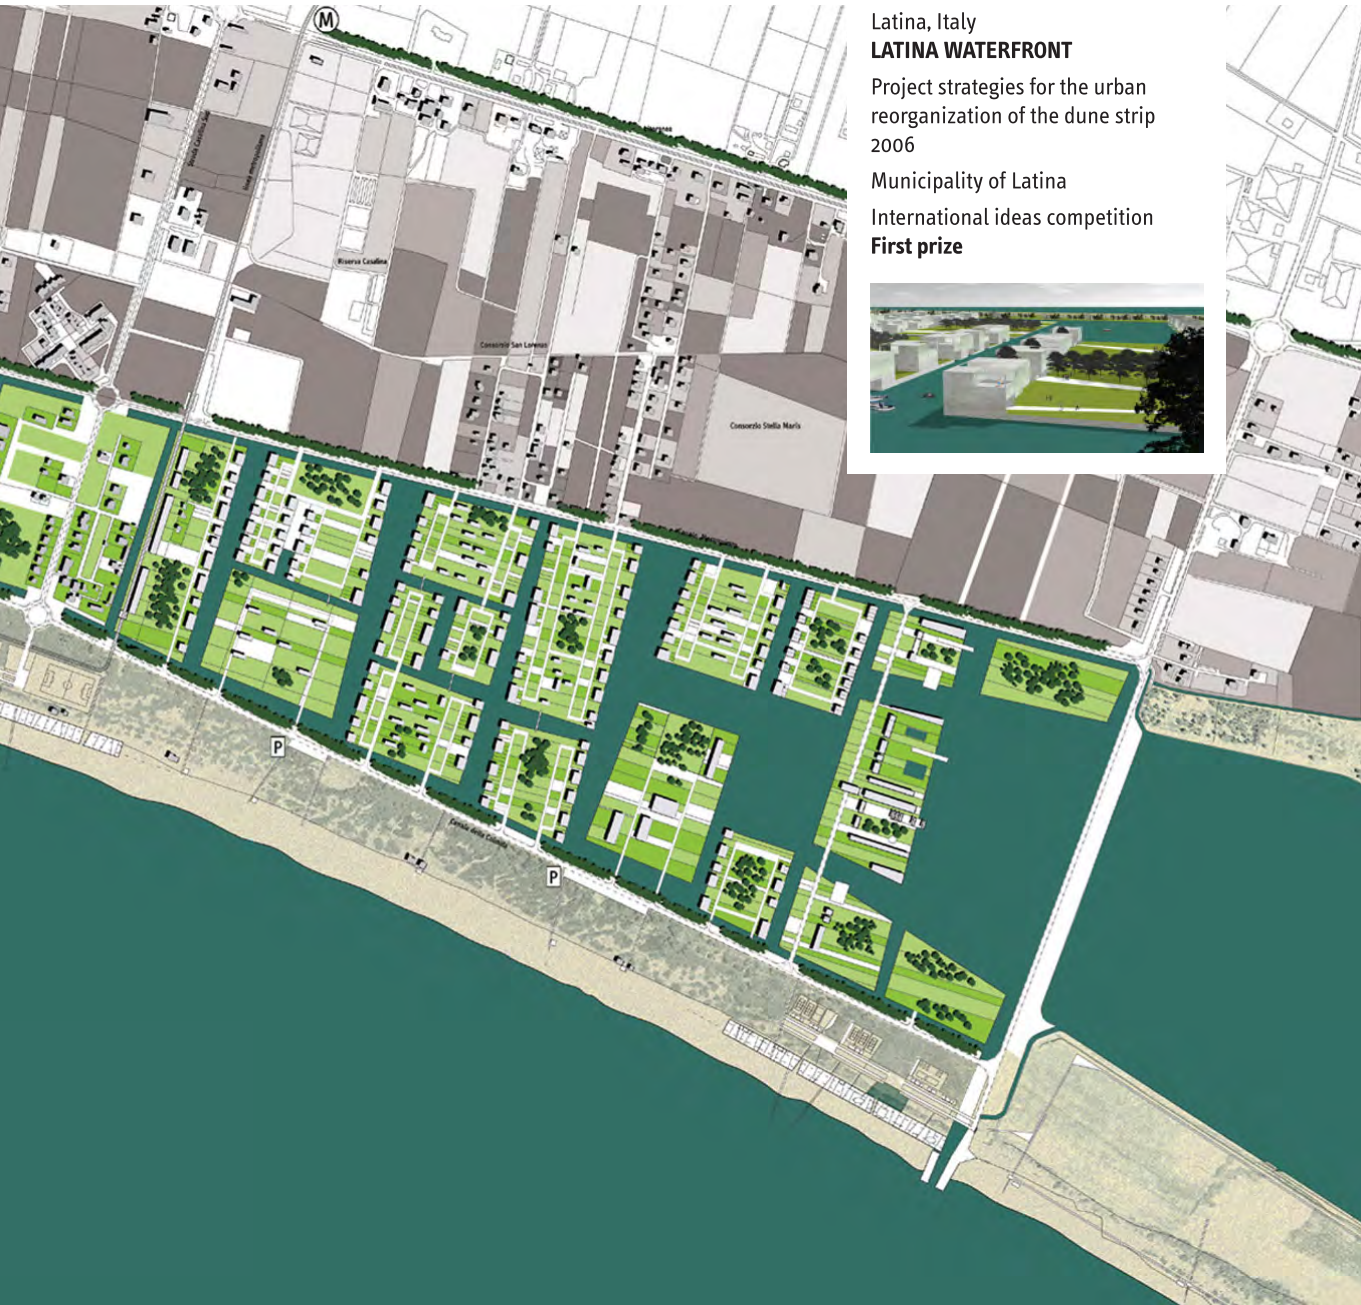 M
Latina, Italy
LATINA WATERFRONT
Project strategies for the urban
reorganization of the dune strip
2006
Municipality of Latina
International ideas competition
First prize
Riserva Casalina
Consorzio San Lorenzo
Consorzio Stella Maris
P
P